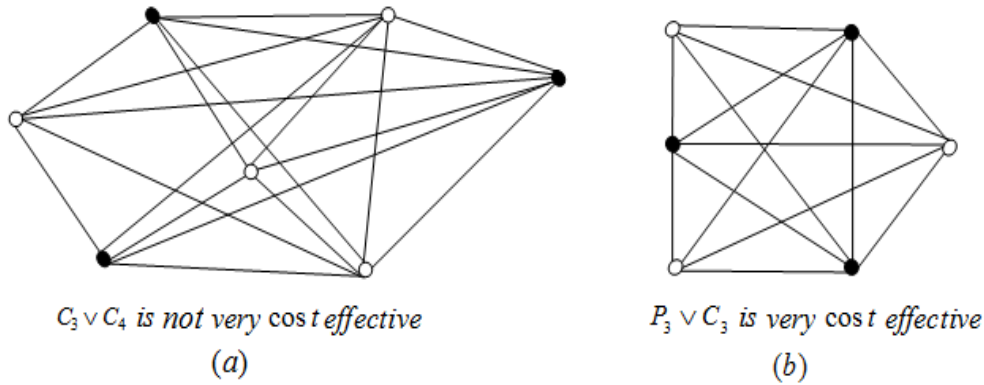 C₃ ∨ C₄ is not very cost effective
P₃ ∨ C₃ is very cost effective
(a)
(b)